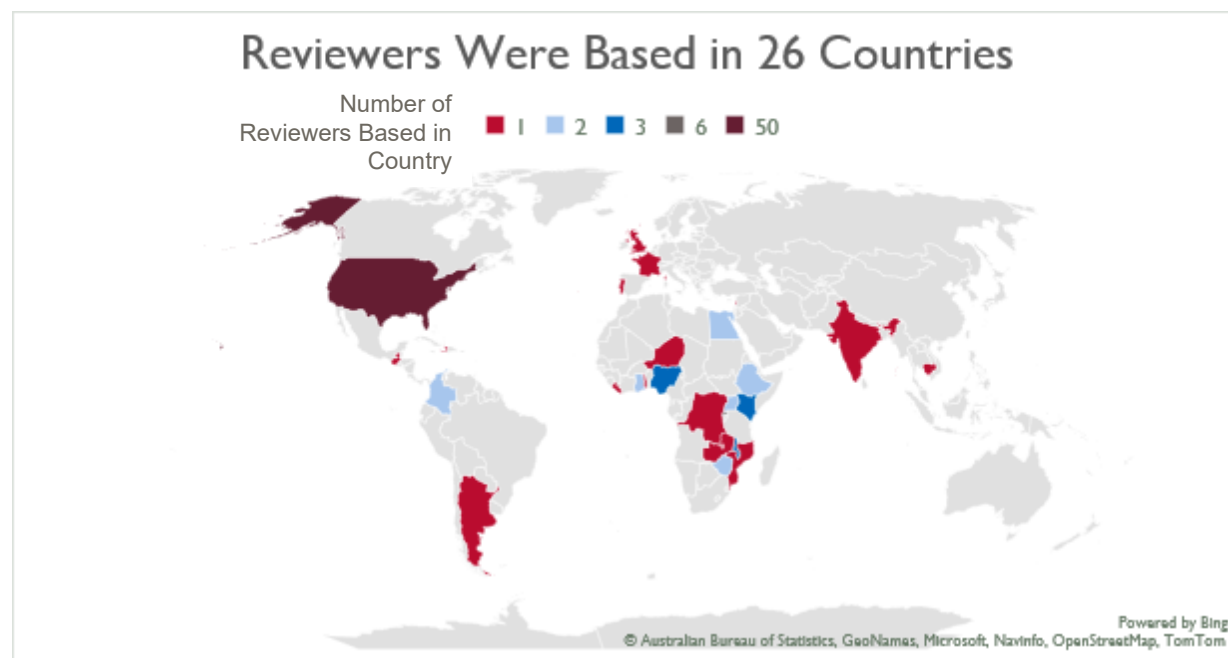 Reviewers Were Based in 26 Countries
Number of
Reviewers Based in
Country
1 2 3 6 50
Powered by Bing
© Australian Bureau of Statistics, GeoNames, Microsoft, Navinfo, OpenStreetMap, TomTom